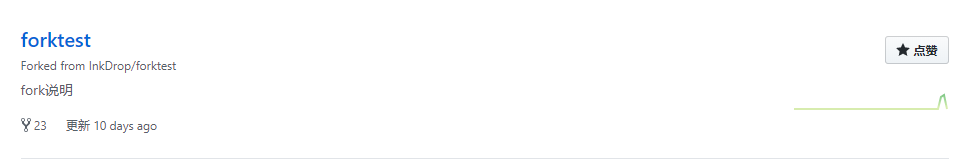 forktest
点赞
Forked from InkDrop/forktest
fork说明
23 更新 10 days ago